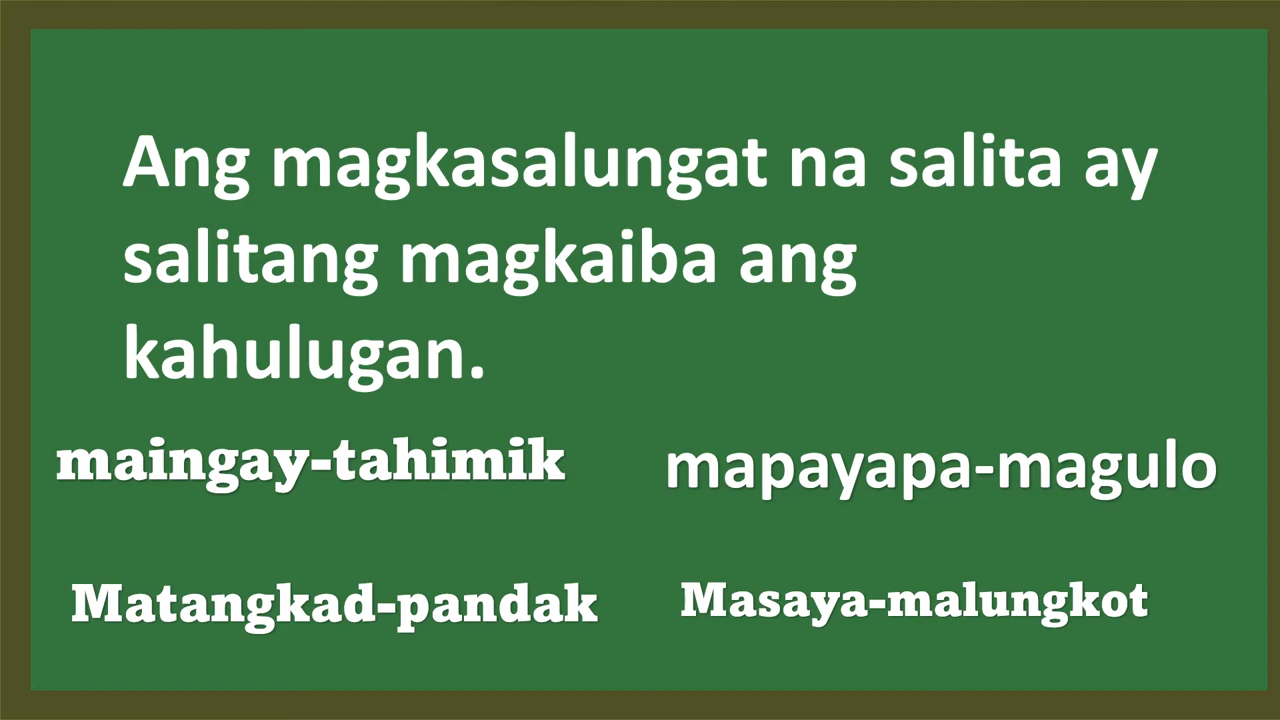 Ang magkasalungat na salita ay
salitang magkaiba ang
kahulugan.
maingay-tahimik
mapayapa-magulo
Matangkad-pandak
Masaya-malungkot